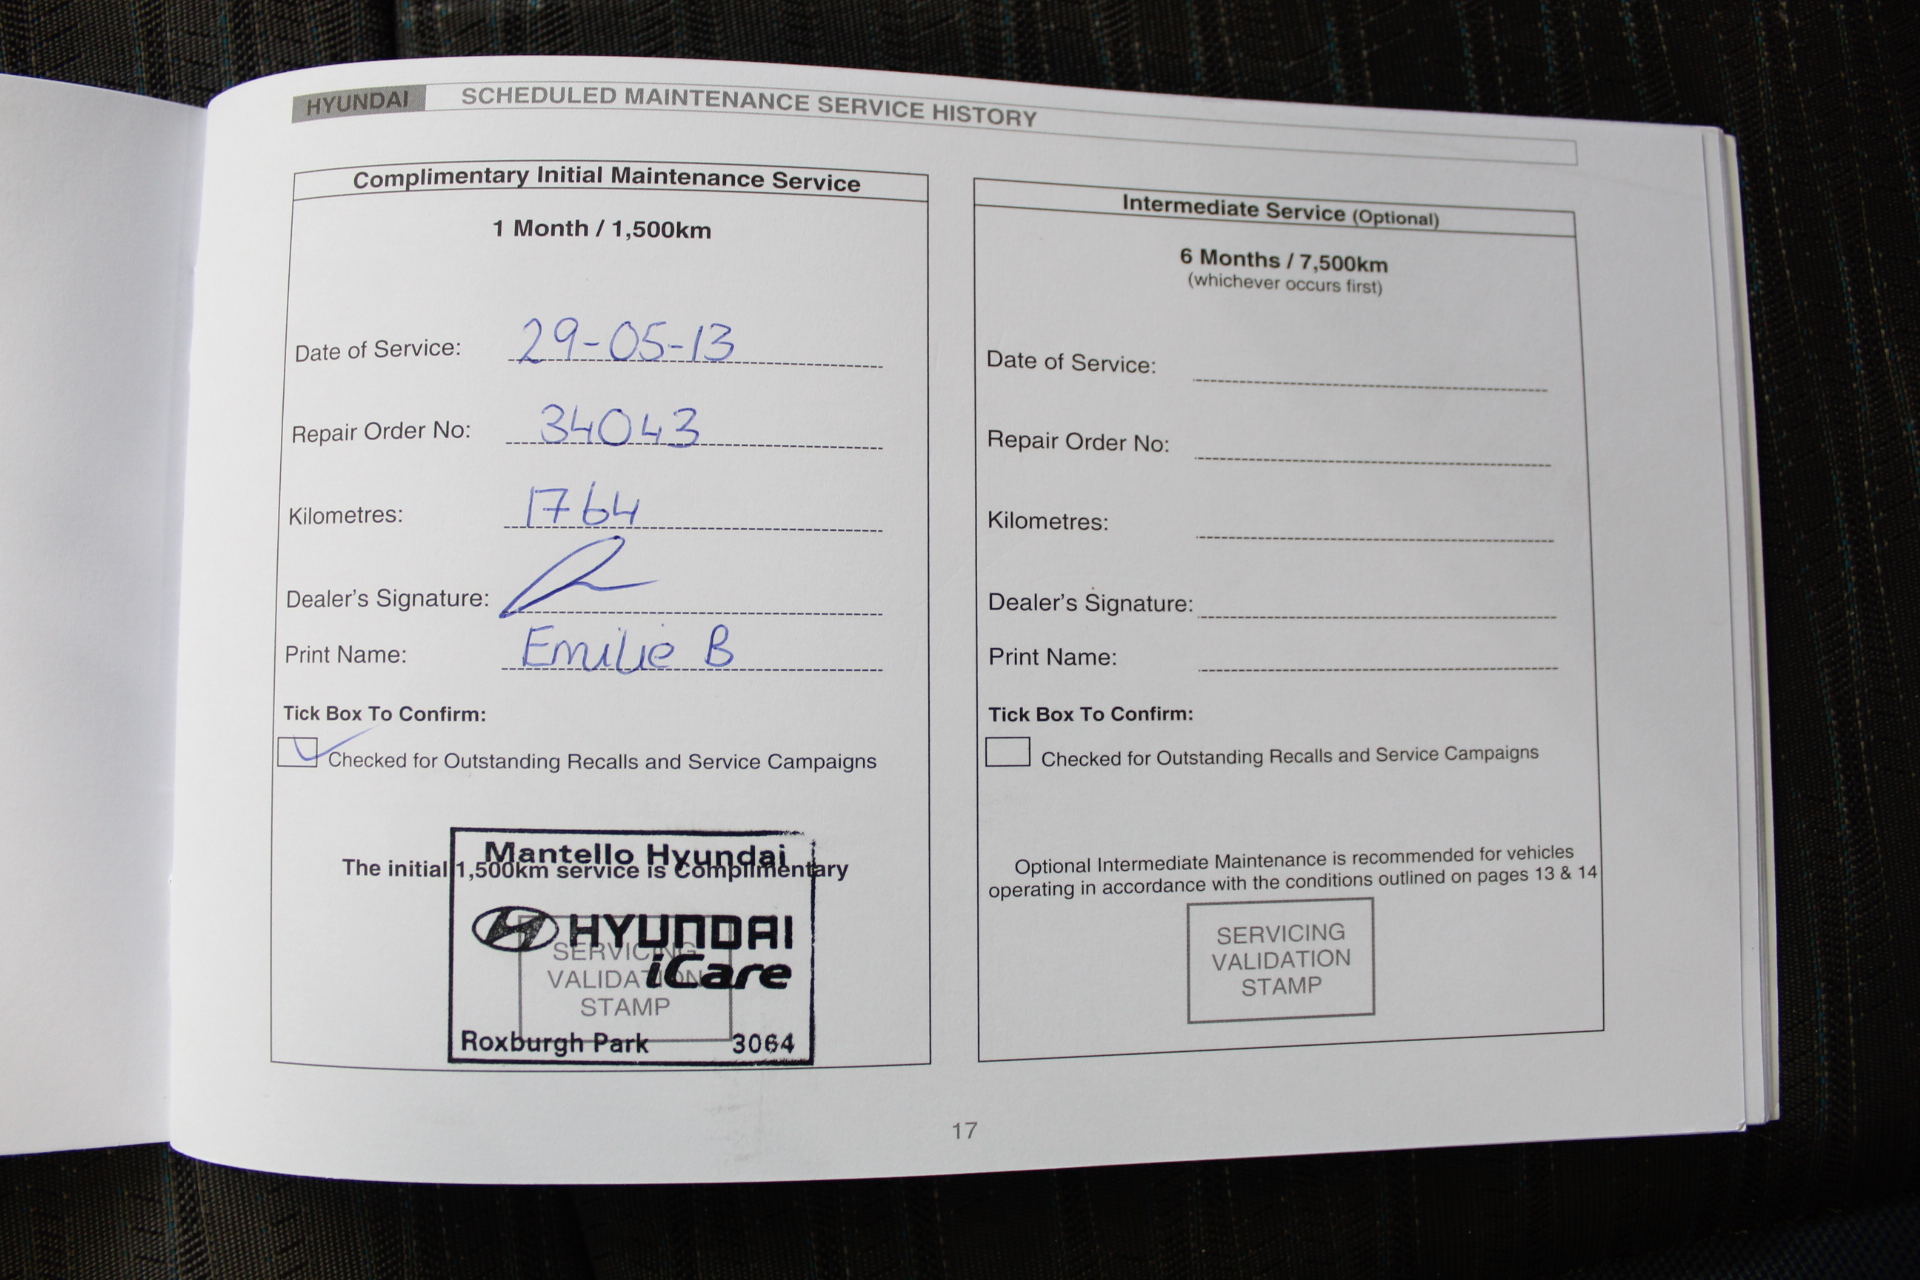 HYUNDAI SCHEDULED MAINTENANCE SERVICE HISTORY
Complimentary Initial Maintenance Service
1 Month / 1,500km
Date of Service: 29-05-13
Repair Order No: 34043
Kilometres: 1764
Dealer's Signature:
Print Name: Emilie B
Tick Box To Confirm:
Checked for Outstanding Recalls and Service Campaigns
The initial 1,500km service is Complimentary
Mantello Hyundai
HYUNDAI
iCare
SERVICING
VALIDATION
STAMP
Roxburgh Park 3064
Intermediate Service (Optional)
6 Months / 7,500km
(whichever occurs first)
Date of Service:
Repair Order No:
Kilometres:
Dealer's Signature:
Print Name:
Tick Box To Confirm:
Checked for Outstanding Recalls and Service Campaigns
Optional Intermediate Maintenance is recommended for vehicles
operating in accordance with the conditions outlined on pages 13 & 14
SERVICING
VALIDATION
STAMP
17